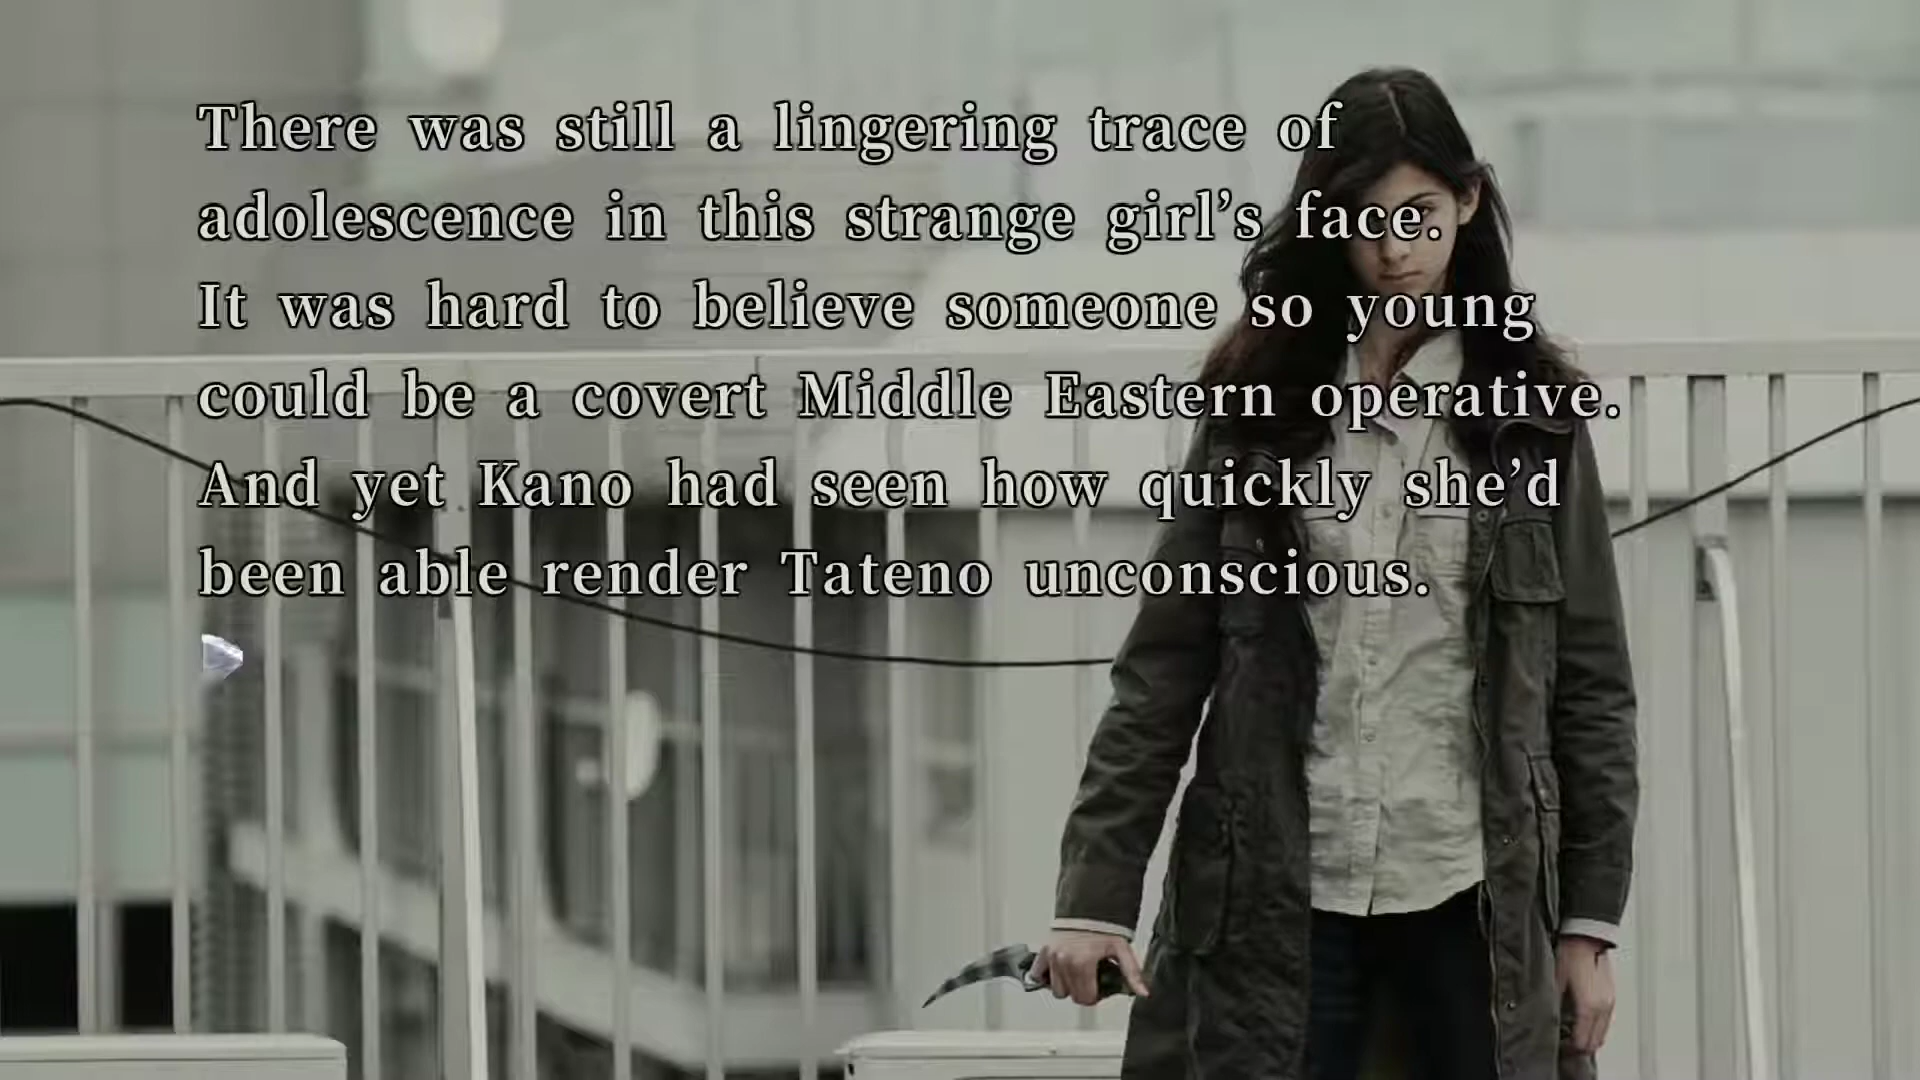 There was still a lingering trace of
adolescence in this strange girl’s face.
It was hard to believe someone so young
could be a covert Middle Eastern operative.
And yet Kano had seen how quickly she’d
been able render Tateno unconscious.